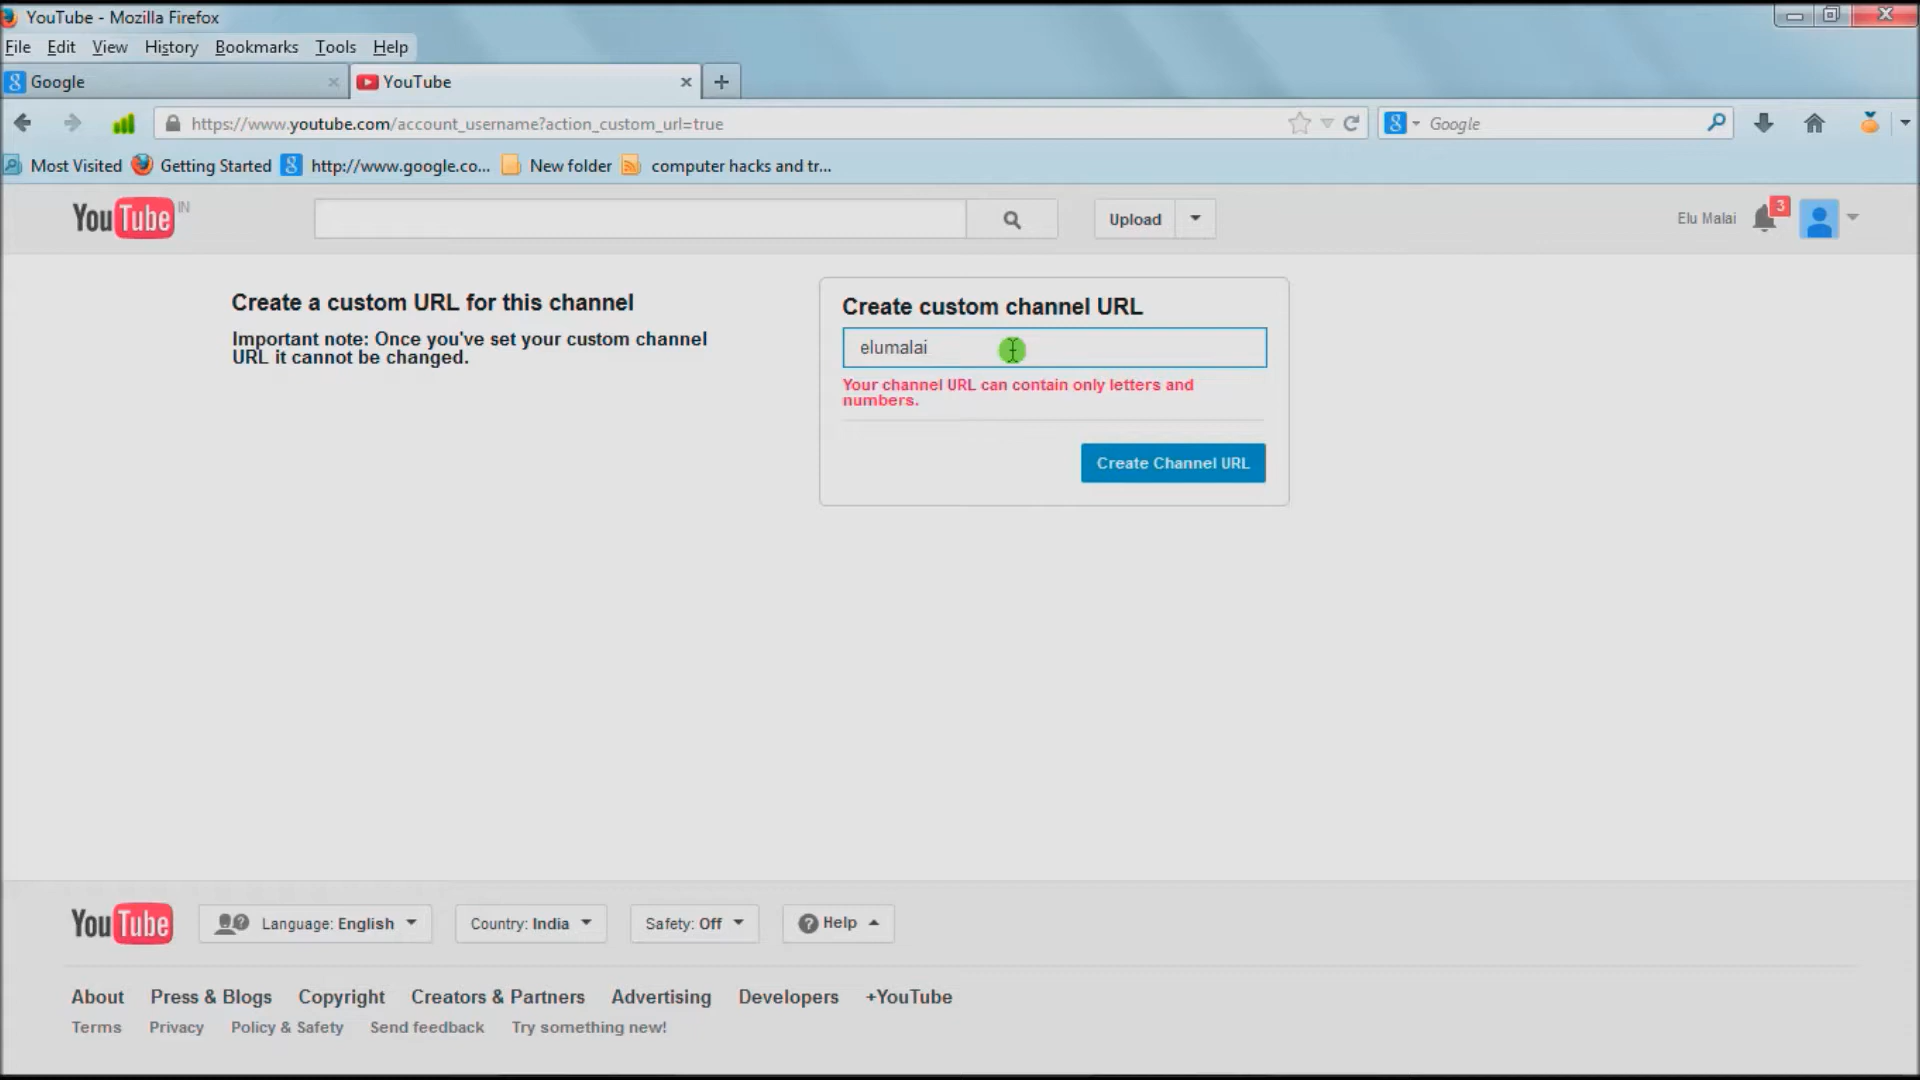 YouTube - Mozilla Firefox
File Edit View History Bookmarks Tools Help
Google
YouTube
https://www.youtube.com/account_username?action_custom_url=true
Google
Most Visited Getting Started http://www.google.co... New folder computer hacks and tr...
YouTube IN
Upload
Elu Malai
3
Create a custom URL for this channel
Important note: Once you've set your custom channel
URL it cannot be changed.
Create custom channel URL
elumalai
Your channel URL can contain only letters and
numbers.
Create Channel URL
YouTube
Language: English
Country: India
Safety: Off
Help
About Press & Blogs Copyright Creators & Partners Advertising Developers +YouTube
Terms Privacy Policy & Safety Send feedback Try something new!